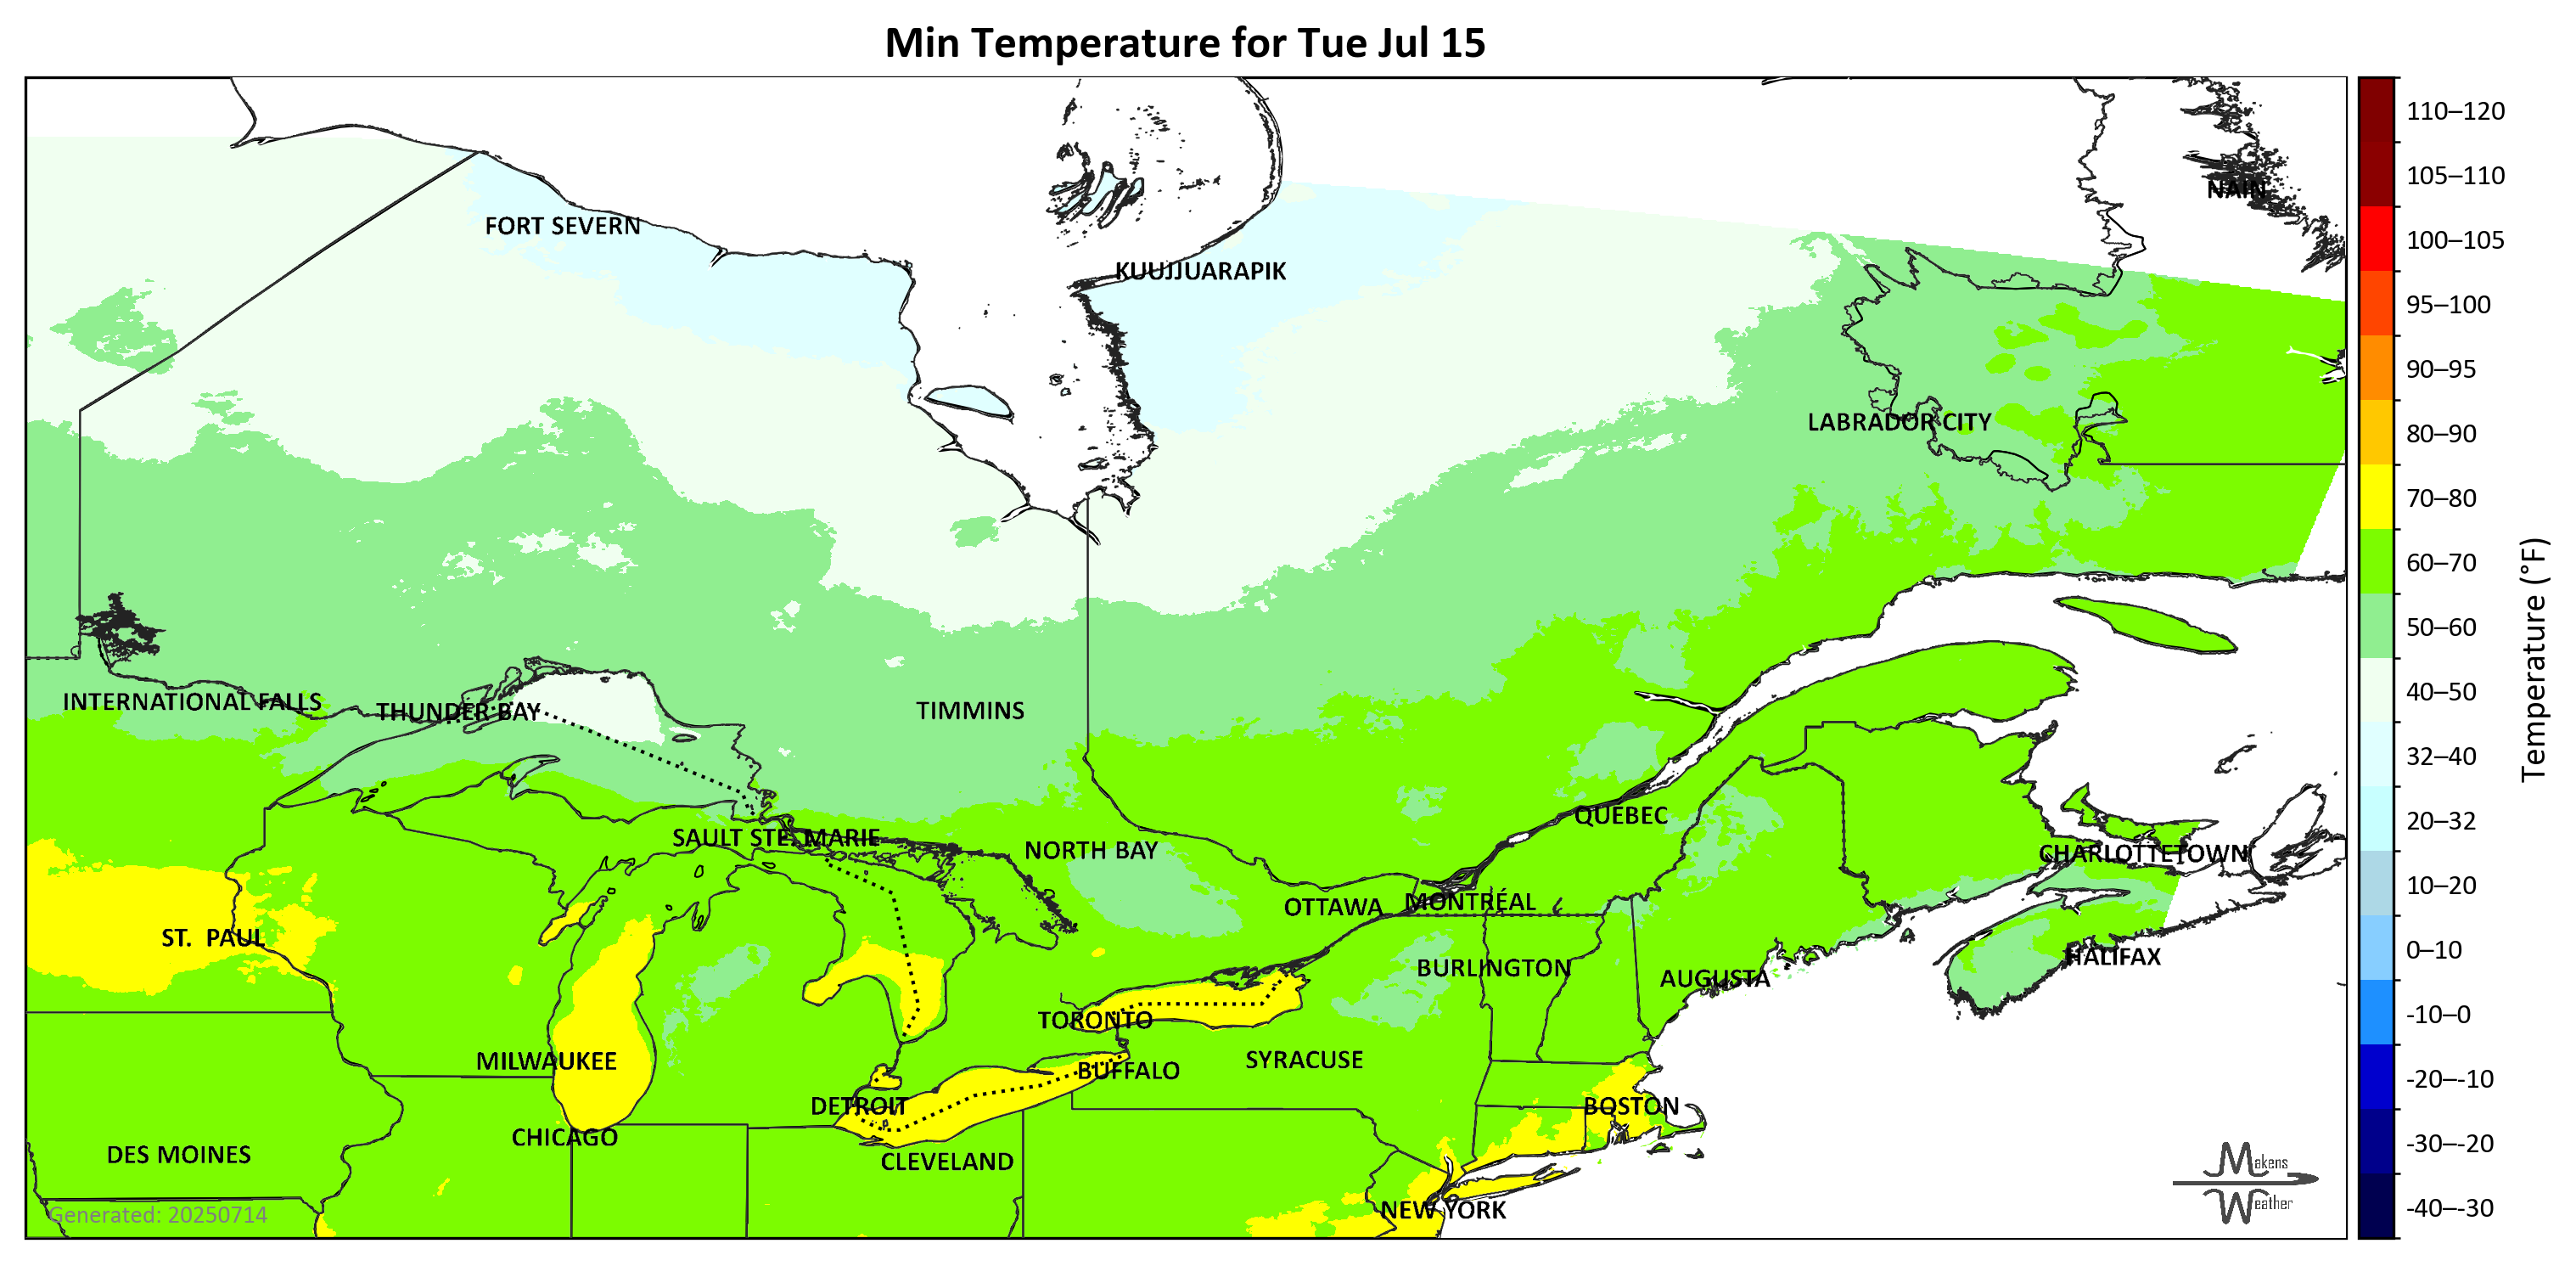 Min Temperature for Tue Jul 15
110–120
105–110
NAIN
FORT SEVERN
100–105
KUUJJUARAPIK
95–100
90–95
LABRADOR CITY
80–90
70–80
60–70
50–60
40–50
Temperature (°F)
INTERNATIONAL FALLS
THUNDER BAY
TIMMINS
32–40
QUÉBEC
20–32
SAULT STE. MARIE
NORTH BAY
CHARLOTTETOWN
10–20
OTTAWA
MONTRÉAL
ST.  PAUL
0–10
HALIFAX
BURLINGTON
AUGUSTA
-10–0
TORONTO
MILWAUKEE
SYRACUSE
BUFFALO
-20–-10
DETROIT
BOSTON
CHICAGO
-30–-20
DES MOINES
CLEVELAND
Makens
Weather
-40–-30
NEW YORK
Generated: 20250714